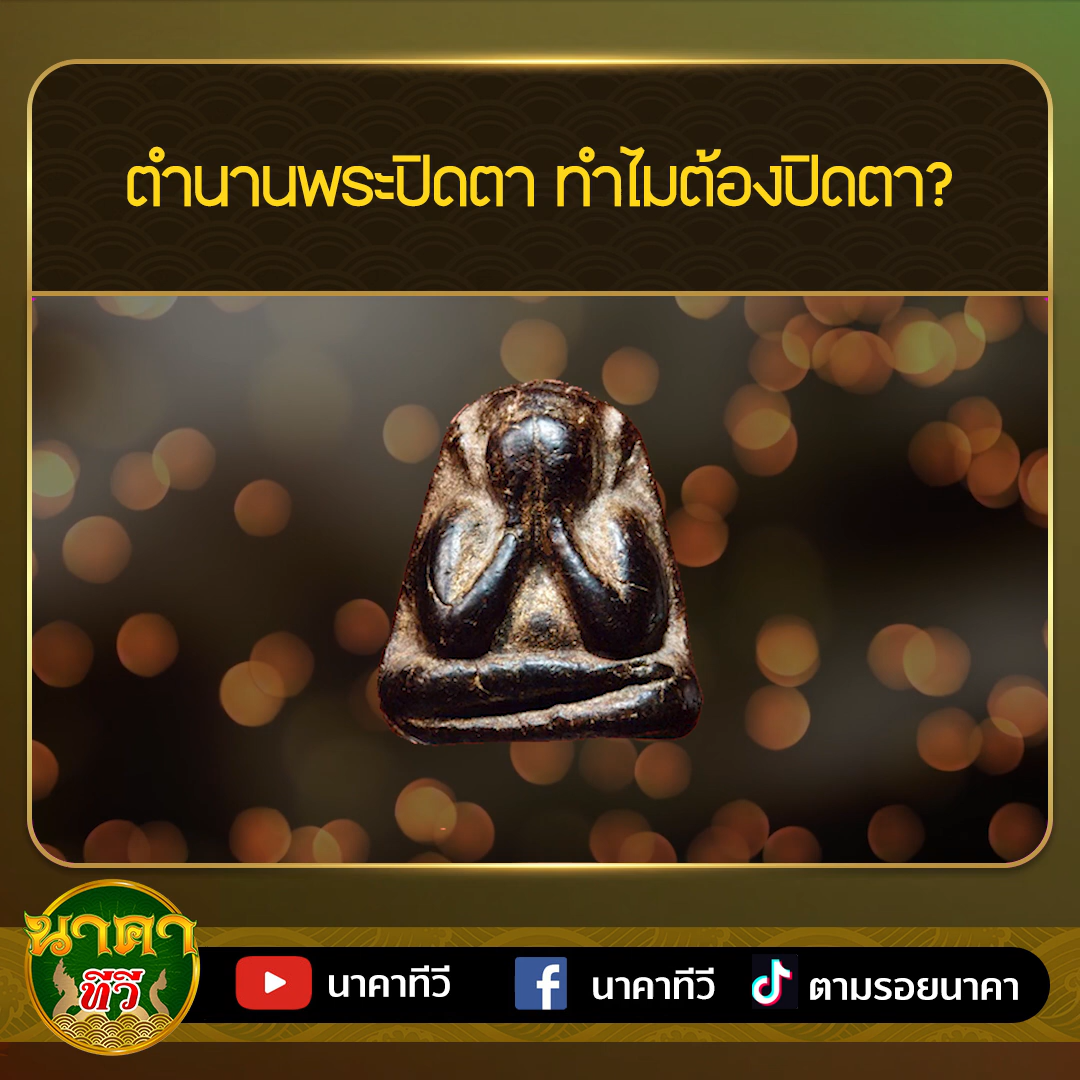 ตำนานพระปิดตา ทำไมต้องปิดตา?
นาคา
ทีวี
นาคาทีวี
นาคาทีวี
ตามรอยนาคา